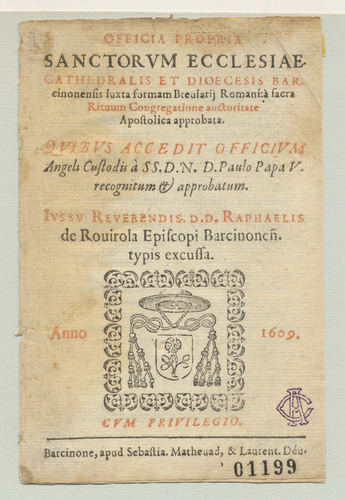 OFFICIA PROPRIA
SANCTORVM ECCLESIAE
CATHEDRALIS ET DIOECESIS BAR-
cinonensis iuxta formam Breuiarij Romani: à sacra
Rituum Congregatione auctoritate
Apostolica approbata.
QVIBVS ACCEDIT OFFICIVM
Angeli Custodis à SS.D.N. D. Paulo Papa V.
recognitum & approbatum.
IVSSV REVERENDIS. D.D. RAPHAELIS
de Rouirola Episcopi Barcinoneñ.
typis excussa.
Anno 1609.
CVM PRIVILEGIO.
Barcinone, apud Sebastia. Matheuad, & Laurent. Déu.
01199